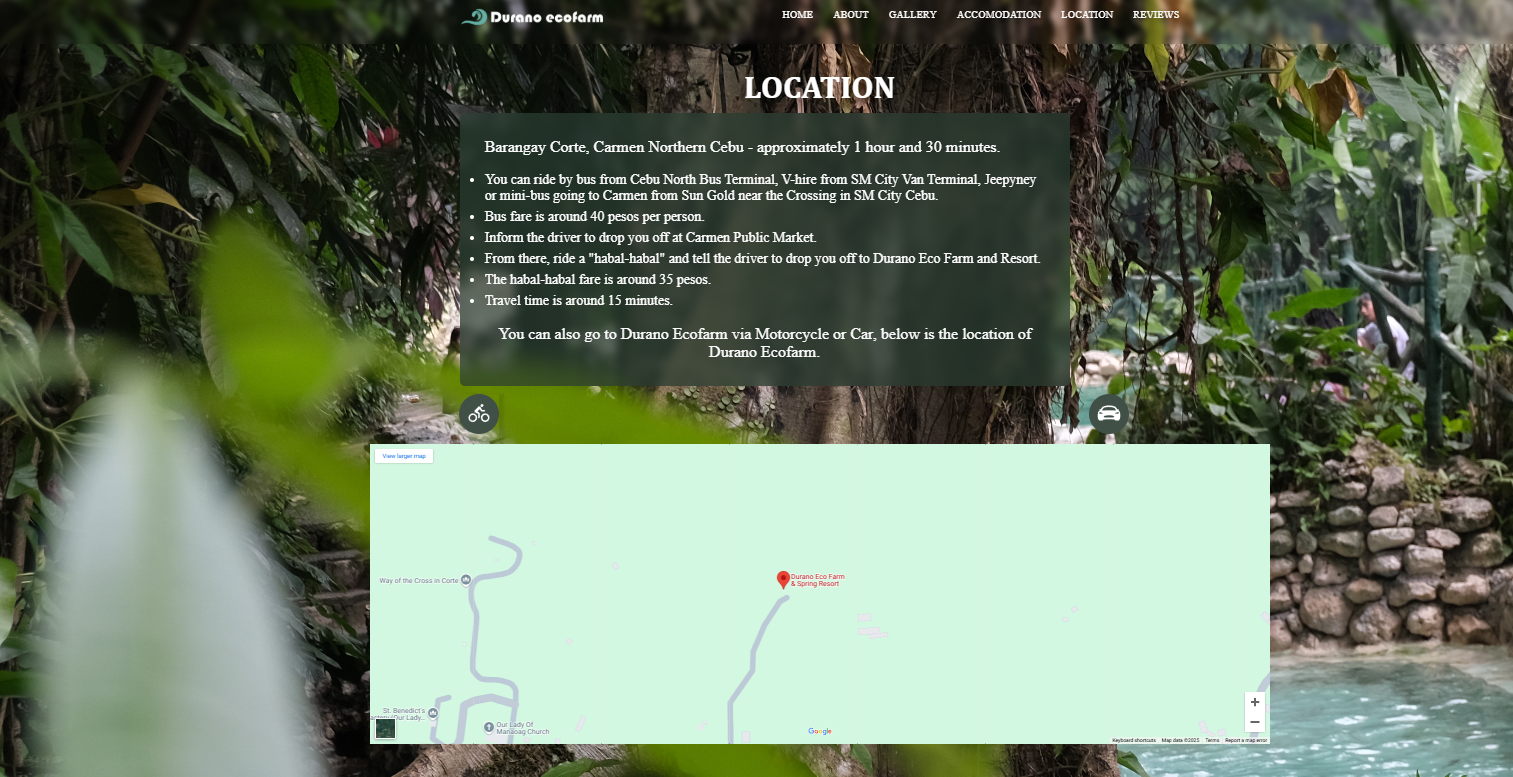 Durano ecofarm
HOME ABOUT GALLERY ACCOMODATION LOCATION REVIEWS
LOCATION
Barangay Corte, Carmen Northern Cebu - approximately 1 hour and 30 minutes.
You can ride by bus from Cebu North Bus Terminal, V-hire from SM City Van Terminal, Jeepyney
or mini-bus going to Carmen from Sun Gold near the Crossing in SM City Cebu.
Bus fare is around 40 pesos per person.
Inform the driver to drop you off at Carmen Public Market.
From there, ride a "habal-habal" and tell the driver to drop you off to Durano Eco Farm and Resort.
The habal-habal fare is around 35 pesos.
Travel time is around 15 minutes.
You can also go to Durano Ecofarm via Motorcycle or Car, below is the location of
Durano Ecofarm.
View larger map
Way of the Cross in Corte
Durano Eco Farm
& Spring Resort
St. Benedict's
(Our Lady...
Our Lady Of
Manaoag Church
Google
Keyboard shortcuts Map data ©2025 Terms Report a map error